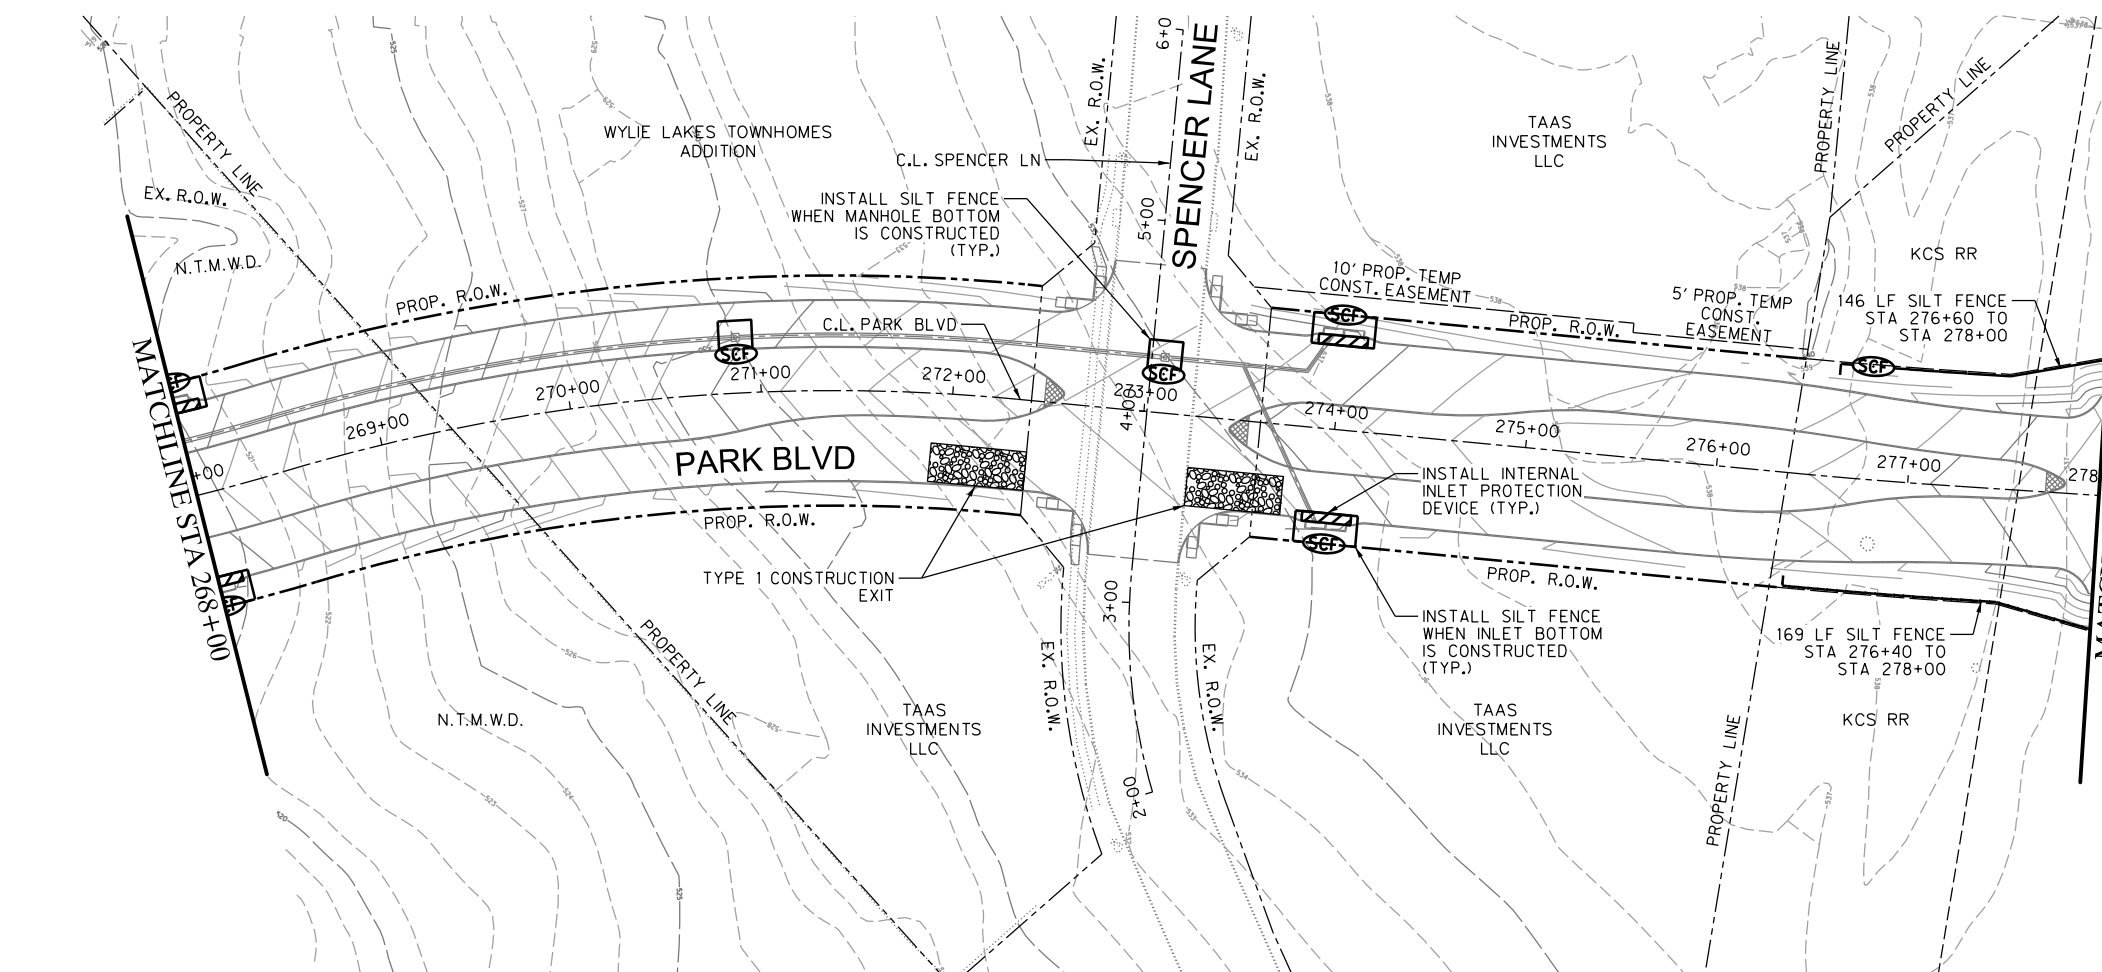 PROPERTY LINE
EX. R.O.W.
N.T.M.W.D.
MATCHLINE STA 268+00
WYLIE LAKES TOWNHOMES
ADDITION
C.L. SPENCER LN
INSTALL SILT FENCE
WHEN MANHOLE BOTTOM
IS CONSTRUCTED
(TYP.)
EX. R.O.W.
6+0
SPENCER LANE
EX. R.O.W.
5+00
TAAS
INVESTMENTS
LLC
PROPERTY LINE
PROPERTY LINE
KCS RR
10' PROP. TEMP
CONST. EASEMENT
5' PROP. TEMP
CONST.
EASEMENT
146 LF SILT FENCE
STA 276+60 TO
STA 278+00
PROP. R.O.W.
C.L. PARK BLVD
PROP. R.O.W.
SCF
SCF
SCF
SCF
+00
269+00
270+00
271+00
272+00
273+00
4+00
274+00
275+00
276+00
277+00
278
PARK BLVD
PROP. R.O.W.
INSTALL INTERNAL
INLET PROTECTION
DEVICE (TYP.)
SCF
PROP. R.O.W.
TYPE 1 CONSTRUCTION
EXIT
3+00
INSTALL SILT FENCE
WHEN INLET BOTTOM
IS CONSTRUCTED
(TYP.)
169 LF SILT FENCE
STA 276+40 TO
STA 278+00
PROPERTY LINE
EX. R.O.W.
EX. R.O.W.
N.T.M.W.D.
TAAS
INVESTMENTS
LLC
TAAS
INVESTMENTS
LLC
KCS RR
PROPERTY LINE
2+00